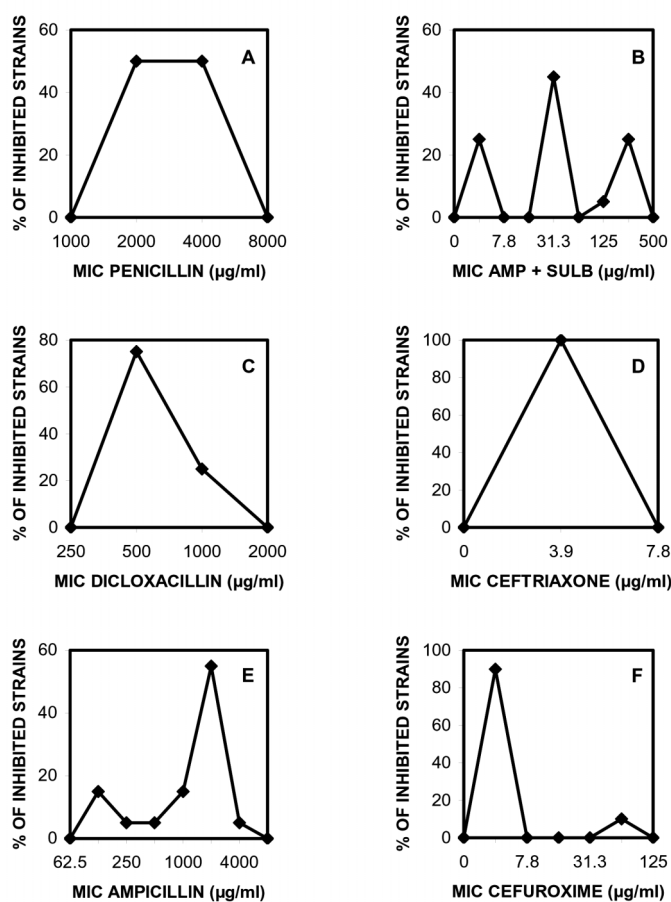 60
40
20
0
% OF INHIBITED STRAINS
A
1000 2000 4000 8000
MIC PENICILLIN (µg/ml)
60
40
20
0
% OF INHIBITED STRAINS
B
0 7.8 31.3 125 500
MIC AMP + SULB (µg/ml)
80
60
40
20
0
% OF INHIBITED STRAINS
C
250 500 1000 2000
MIC DICLOXACILLIN (µg/ml)
100
80
60
40
20
0
% OF INHIBITED STRAINS
D
0 3.9 7.8
MIC CEFTRIAXONE (µg/ml)
60
40
20
0
% OF INHIBITED STRAINS
E
62.5 250 1000 4000
MIC AMPICILLIN (µg/ml)
100
80
60
40
20
0
% OF INHIBITED STRAINS
F
0 7.8 31.3 125
MIC CEFUROXIME (µg/ml)